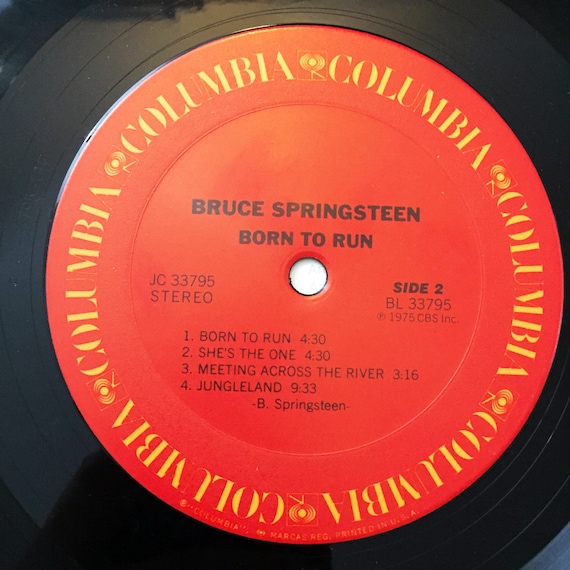 COLUMBIA COLUMBIA COLUMBIA COLUMBIA COLUMBIA COLUMBIA
BRUCE SPRINGSTEEN
BORN TO RUN
JC 33795
STEREO
SIDE 2
BL 33795
℗ 1975 CBS Inc.
1. BORN TO RUN 4:30
2. SHE'S THE ONE 4:30
3. MEETING ACROSS THE RIVER 3:16
4. JUNGLELAND 9:33
-B. Springsteen-
"COLUMBIA", MARCAS REG. PRINTED IN U.S.A.